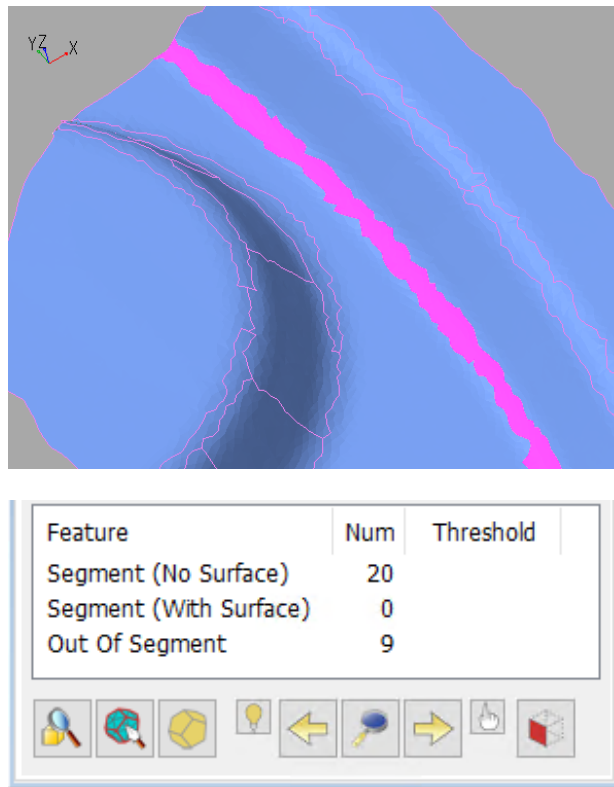 YZ X
Feature Num Threshold
Segment (No Surface) 20
Segment (With Surface) 0
Out Of Segment 9